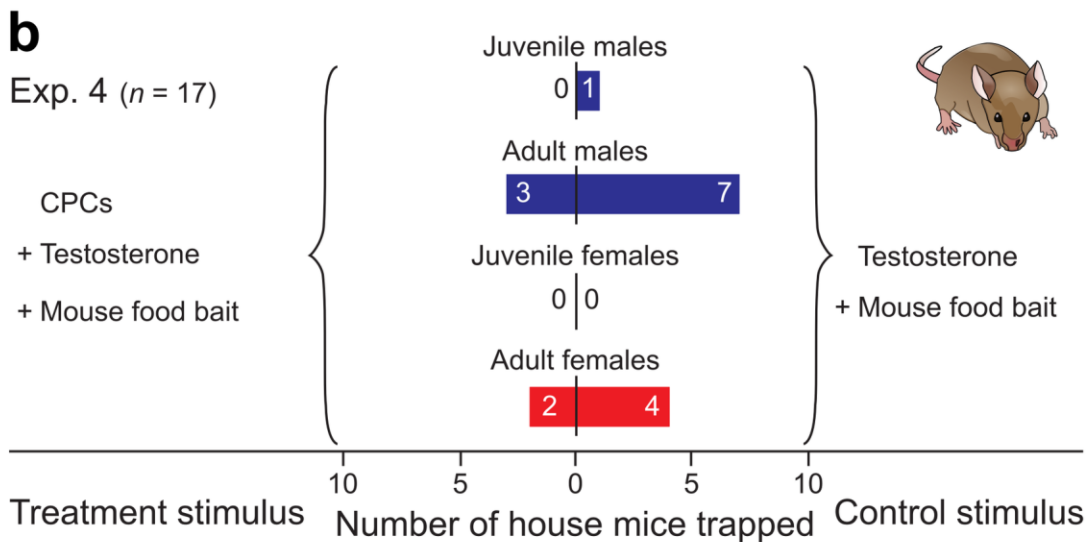 b
Exp. 4 (n = 17)
CPCs
+ Testosterone
+ Mouse food bait
Juvenile males
0 1
Adult males
3 7
Juvenile females
0 0
Adult females
2 4
Testosterone
+ Mouse food bait
10 5 0 5 10
Treatment stimulus
Number of house mice trapped
Control stimulus